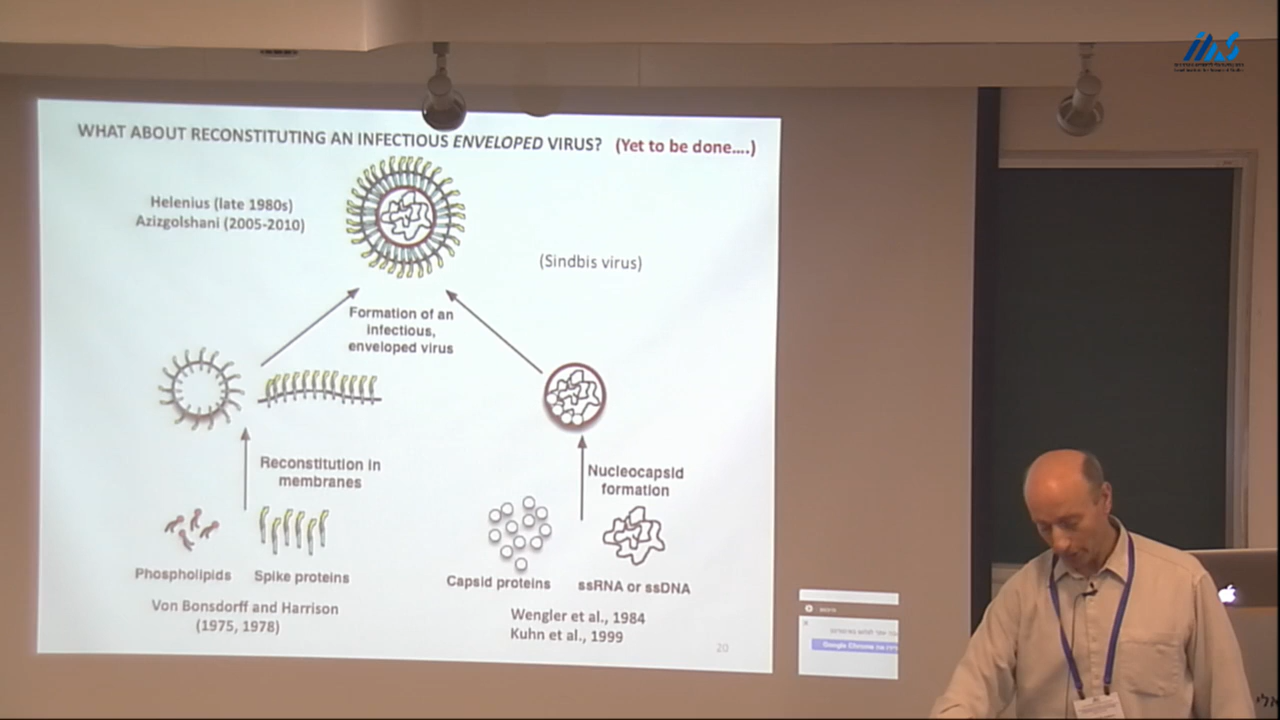 WHAT ABOUT RECONSTITUTING AN INFECTIOUS ENVELOPED VIRUS? (Yet to be done....)
Helenius (late 1980s)
Azizgolshani (2005-2010)
(Sindbis virus)
Formation of an
infectious,
enveloped virus
Reconstitution in
membranes
Nucleocapsid
formation
Phospholipids
Spike proteins
Capsid proteins
ssRNA or ssDNA
Von Bonsdorff and Harrison
(1975, 1978)
Wengler et al., 1984
Kuhn et al., 1999
20
Google Chrome